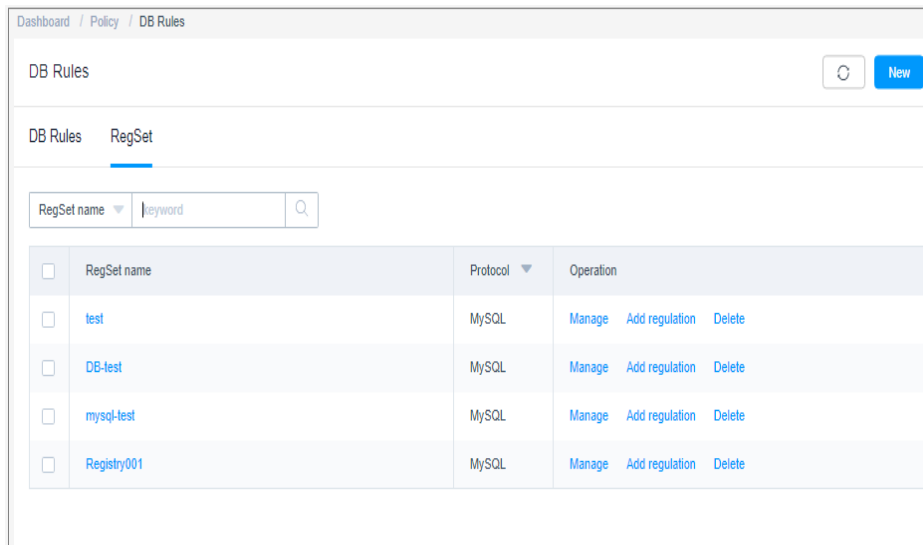 Dashboard / Policy / DB Rules
DB Rules New
DB Rules RegSet
RegSet name keyword
RegSet name Protocol Operation
test MySQL Manage Add regulation Delete
DB-test MySQL Manage Add regulation Delete
mysql-test MySQL Manage Add regulation Delete
Registry001 MySQL Manage Add regulation Delete